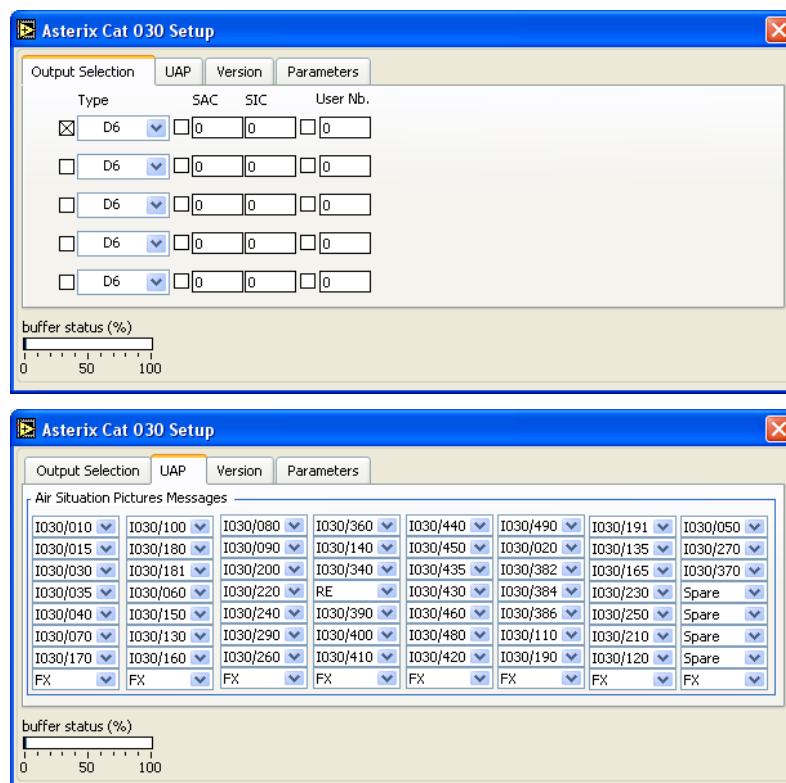 Asterix Cat 030 Setup
Output Selection UAP Version Parameters
Type SAC SIC User Nb.
D6 0 0 0
D6 0 0 0
D6 0 0 0
D6 0 0 0
D6 0 0 0
buffer status (%)
0 50 100
Asterix Cat 030 Setup
Output Selection UAP Version Parameters
Air Situation Pictures Messages
I030/010 I030/100 I030/080 I030/360 I030/440 I030/490 I030/191 I030/050
I030/015 I030/180 I030/090 I030/140 I030/450 I030/020 I030/135 I030/270
I030/030 I030/181 I030/200 I030/340 I030/435 I030/382 I030/165 I030/370
I030/035 I030/060 I030/220 RE I030/430 I030/384 I030/230 Spare
I030/040 I030/150 I030/240 I030/390 I030/460 I030/386 I030/250 Spare
I030/070 I030/130 I030/290 I030/400 I030/480 I030/110 I030/210 Spare
I030/170 I030/160 I030/260 I030/410 I030/420 I030/190 I030/120 Spare
FX FX FX FX FX FX FX FX
buffer status (%)
0 50 100